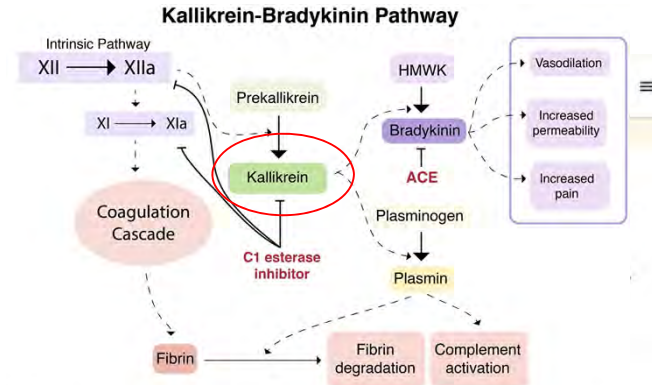 Kallikrein-Bradykinin Pathway
Intrinsic Pathway
XII XIIa
XI XIa
Coagulation
Cascade
Prekallikrein
Kallikrein
C1 esterase
inhibitor
HMWK
Bradykinin
ACE
Plasminogen
Plasmin
Vasodilation
Increased
permeability
Increased
pain
Fibrin
Fibrin
degradation
Complement
activation